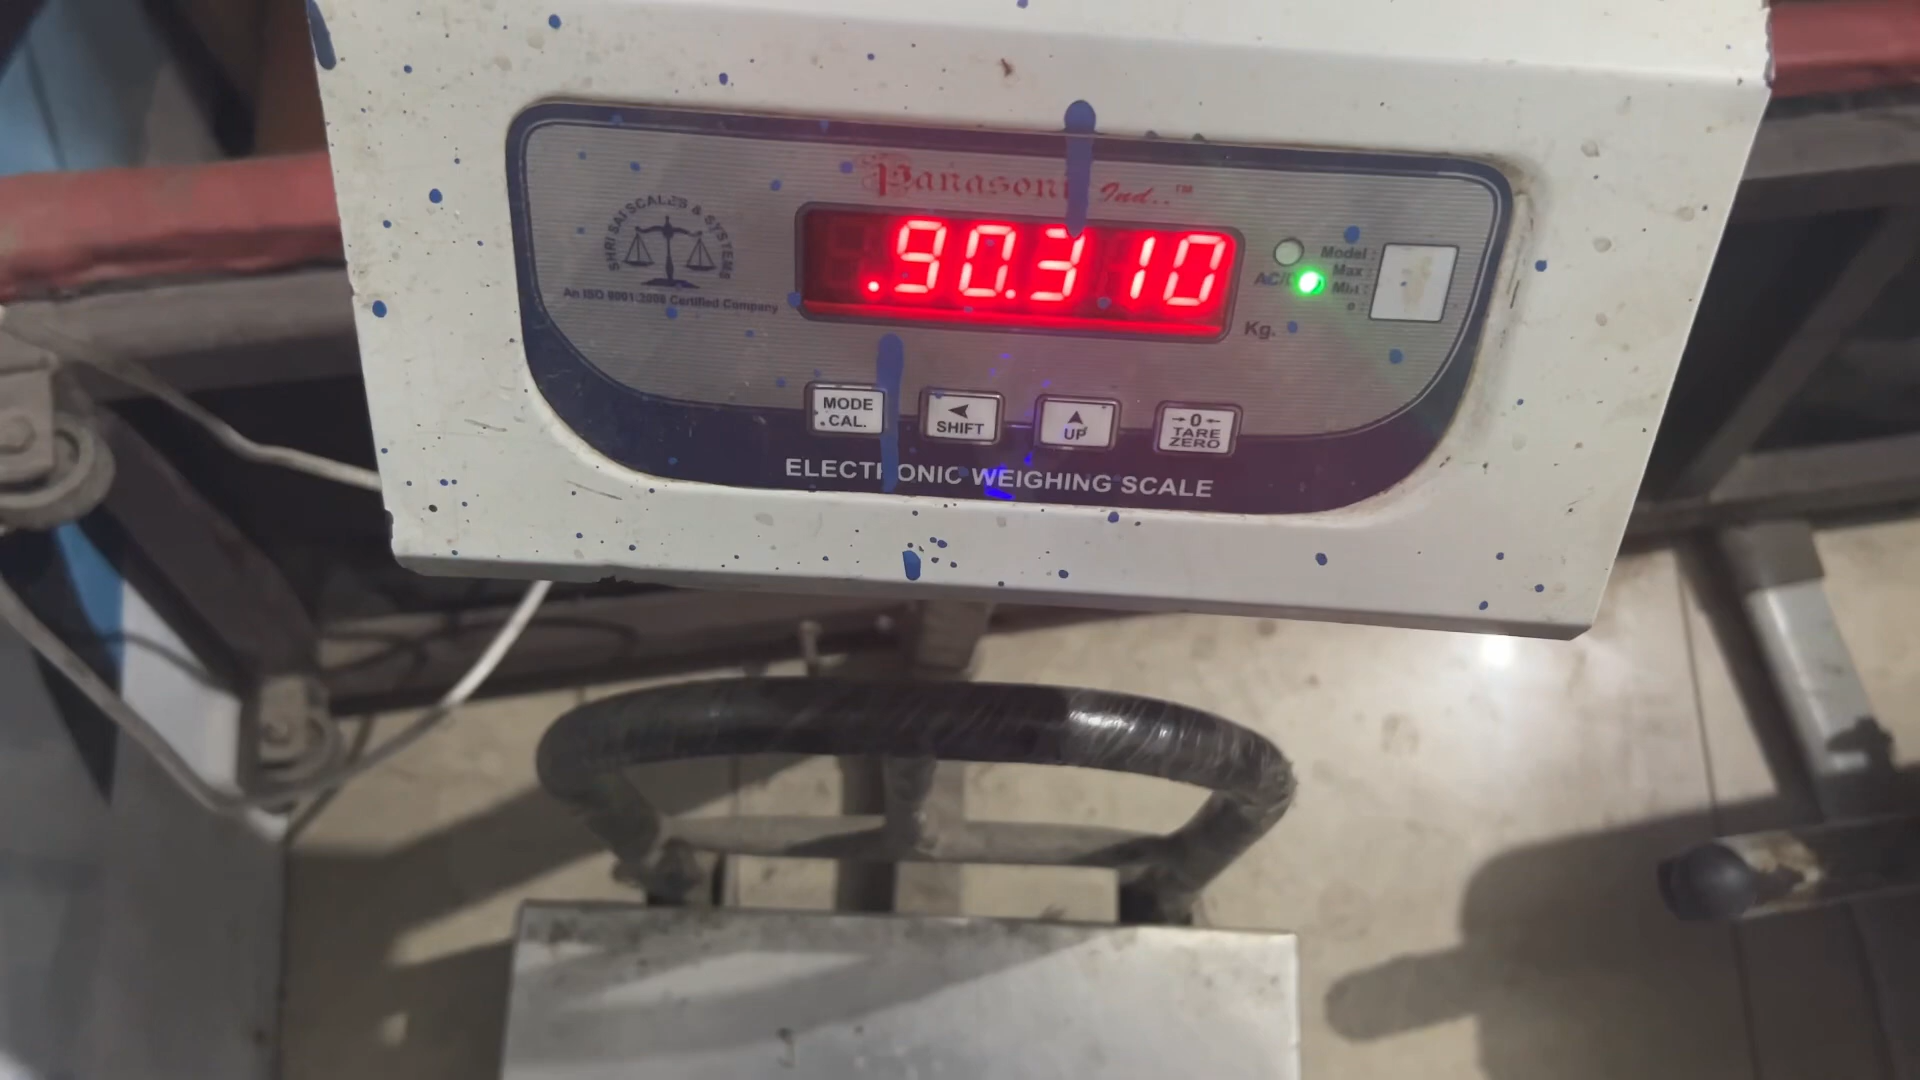 Panasonic Ind..™
SHRI SAI SCALES & SYSTEMS
An ISO 9001:2008 Certified Company
.90.310
Kg.
AC/
Model :
Max :
Min :
e :
MODE
CAL.
SHIFT
UP
→0←
TARE
ZERO
ELECTRONIC WEIGHING SCALE